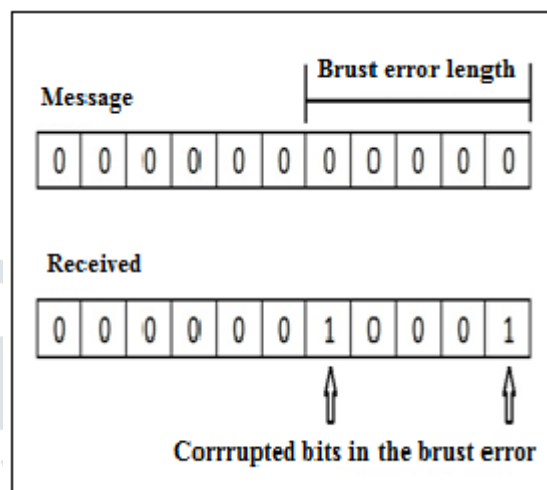 Brust error length
Message
0 0 0 0 0 0 0 0 0 0 0
Received
0 0 0 0 0 0 1 0 0 0 1
Corrrupted bits in the brust error